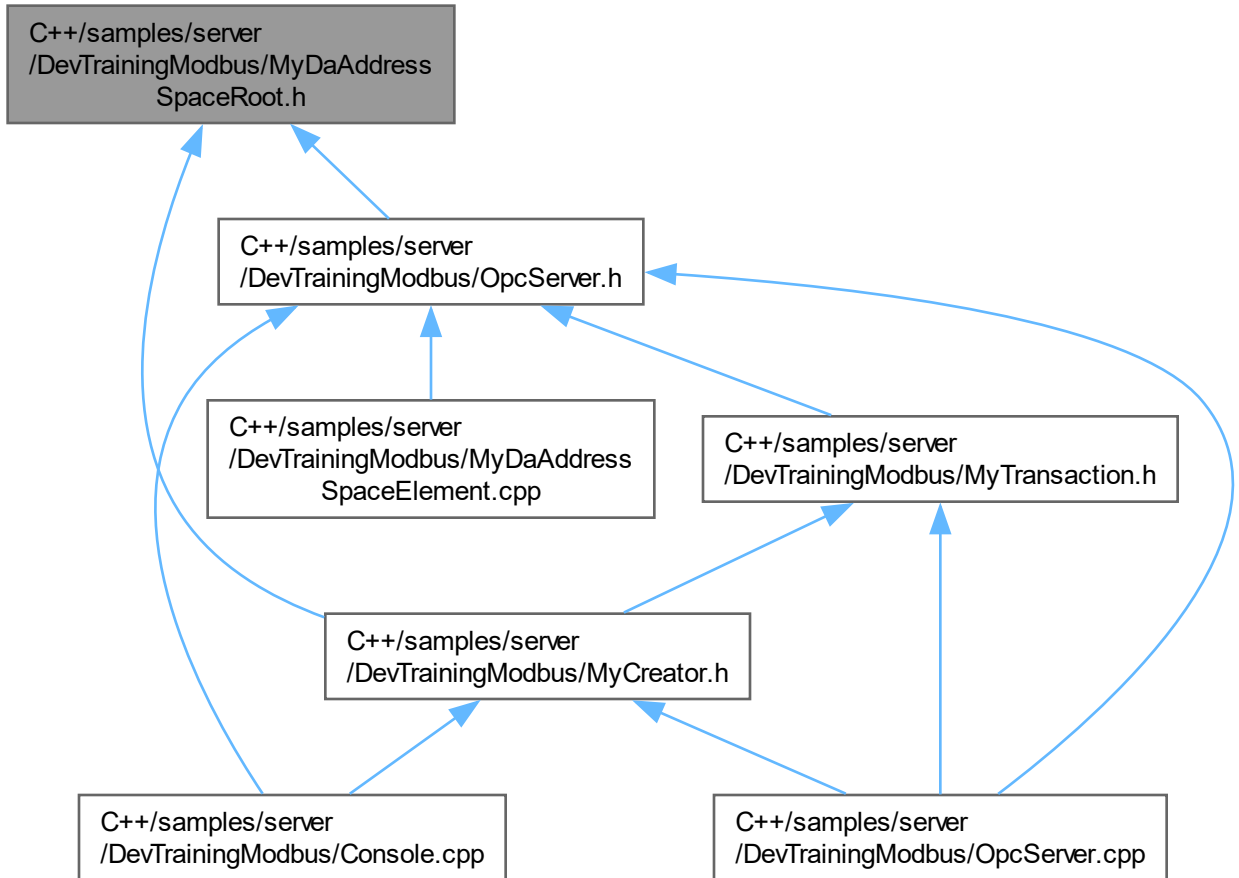 C++/samples/server
/DevTrainingModbus/MyDaAddress
SpaceRoot.h
C++/samples/server
/DevTrainingModbus/OpcServer.h
C++/samples/server
/DevTrainingModbus/MyDaAddress
SpaceElement.cpp
C++/samples/server
/DevTrainingModbus/MyTransaction.h
C++/samples/server
/DevTrainingModbus/MyCreator.h
C++/samples/server
/DevTrainingModbus/Console.cpp
C++/samples/server
/DevTrainingModbus/OpcServer.cpp